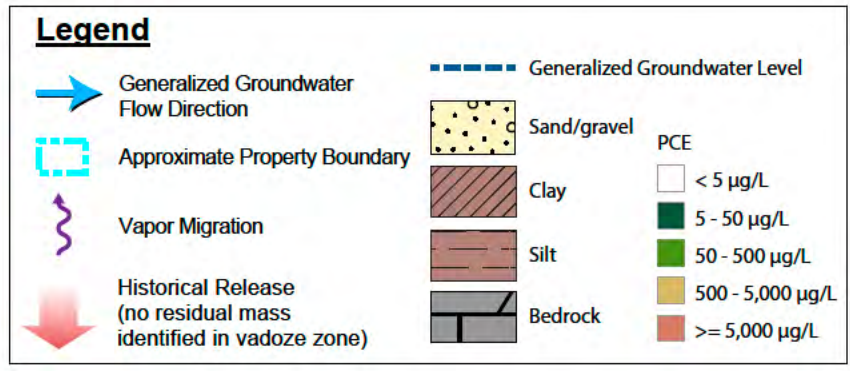 Legend
Generalized Groundwater
Flow Direction
Approximate Property Boundary
Vapor Migration
Historical Release
(no residual mass
identified in vadoze zone)
Generalized Groundwater Level
Sand/gravel
Clay
Silt
Bedrock
PCE
< 5 µg/L
5 - 50 µg/L
50 - 500 µg/L
500 - 5,000 µg/L
>= 5,000 µg/L